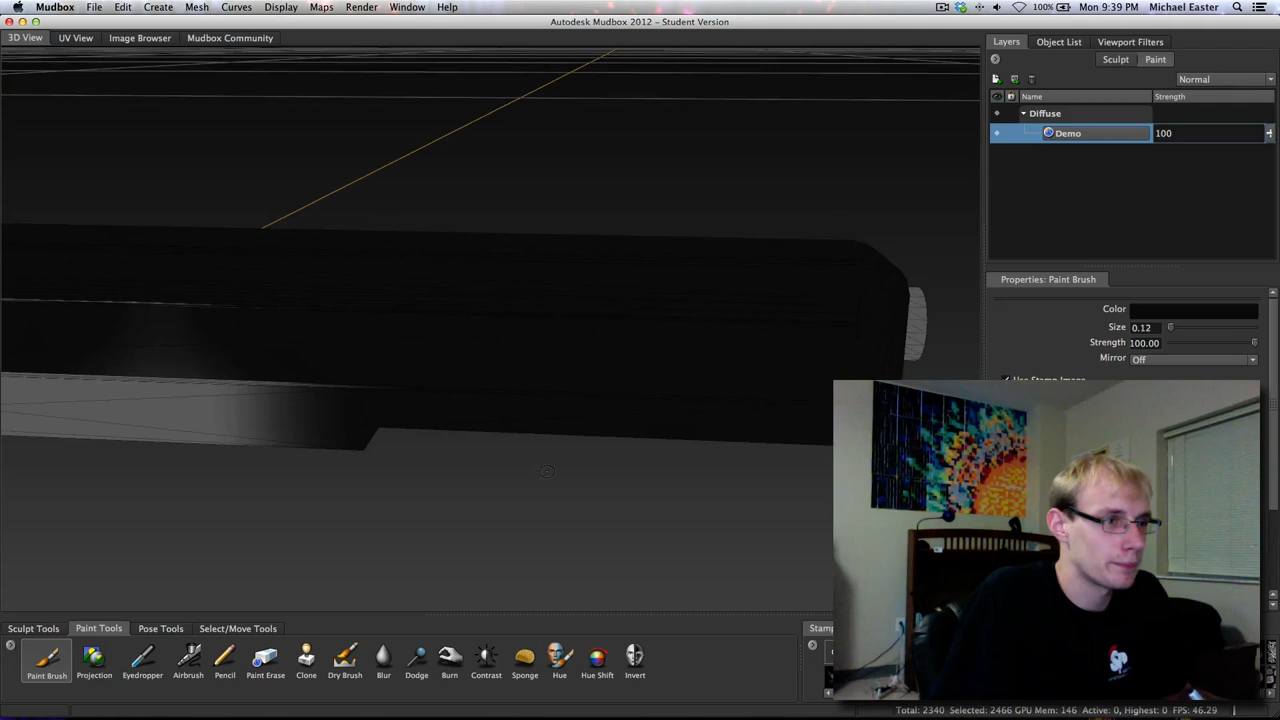 Mudbox File Edit Create Mesh Curves Display Maps Render Window Help 100% Mon 9:39 PM Michael Easter
Autodesk Mudbox 2012 – Student Version
3D View UV View Image Browser Mudbox Community
Layers Object List Viewport Filters
Sculpt Paint
Normal
Name Strength
Diffuse
Demo 100
Properties: Paint Brush
Color
Size 0.12
Strength 100.00
Mirror Off
Use Stamp Image
Sculpt Tools Paint Tools Pose Tools Select/Move Tools
Paint Brush Projection Eyedropper Airbrush Pencil Paint Erase Clone Dry Brush Blur Dodge Burn Contrast Sponge Hue Hue Shift Invert
Total: 2340 Selected: 2466 GPU Mem: 146 Active: 0, Highest: 0 FPS: 46.29